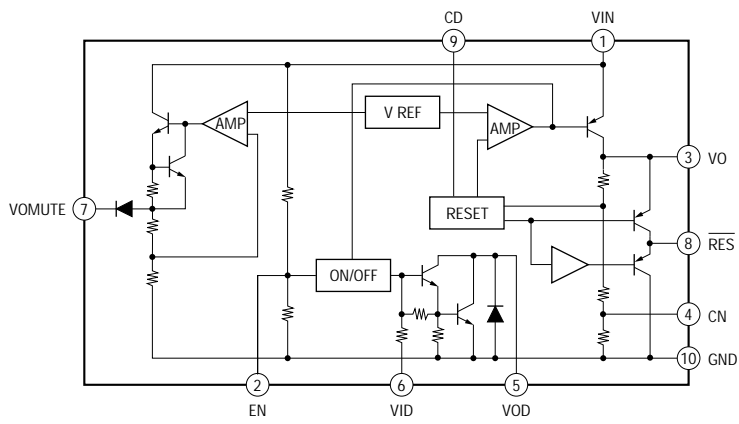 CD VIN
9 1
AMP V REF AMP
3 VO
VOMUTE 7
RESET
8 RES
ON/OFF
4 CN
10 GND
2 6 5
EN VID VOD